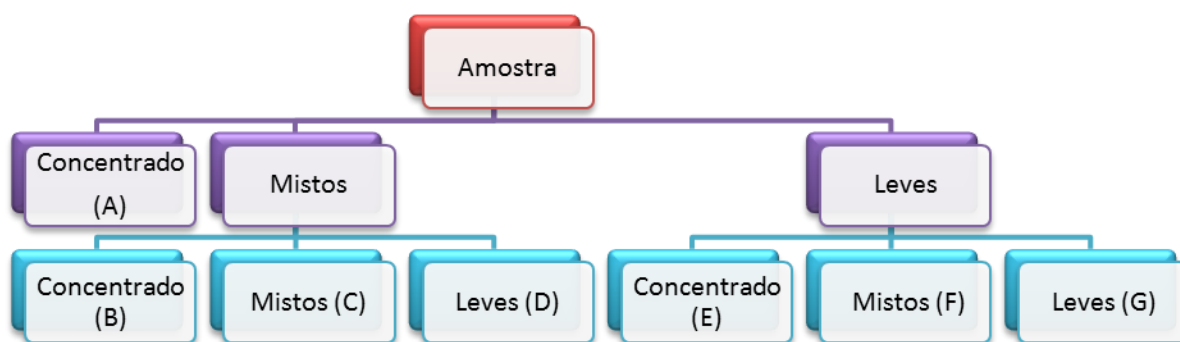 Amostra
Concentrado
(A)
Mistos
Leves
Concentrado
(B)
Mistos (C)
Leves (D)
Concentrado
(E)
Mistos (F)
Leves (G)